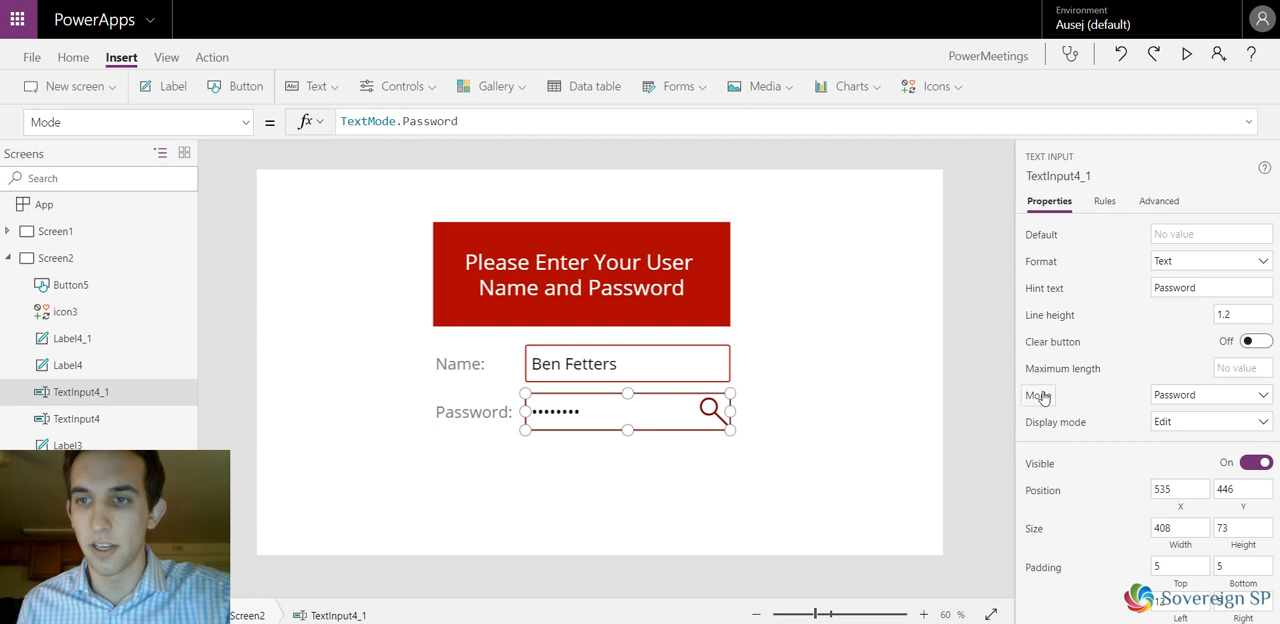 PowerApps
Environment
Ausej (default)
File Home Insert View Action
PowerMeetings
?
New screen Label Button Text Controls Gallery Data table Forms Media Charts Icons
Mode = fx TextMode.Password
Screens
Search
App
Screen1
Screen2
Button5
icon3
Label4_1
Label4
TextInput4_1
TextInput4
Label3
Please Enter Your User
Name and Password
Name: Ben Fetters
Password: ••••••••
Screen2 TextInput4_1
60 %
TEXT INPUT
TextInput4_1
?
Properties Rules Advanced
Default No value
Format Text
Hint text Password
Line height 1.2
Clear button Off
Maximum length No value
Mode Password
Display mode Edit
Visible On
Position 535 446
X Y
Size 408 73
Width Height
Padding 5 5
Top Bottom
Sovereign SP
Left Right